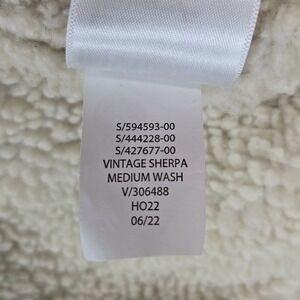 S/594593-00
S/444228-00
S/427677-00
VINTAGE SHERPA
MEDIUM WASH
V/306488
HO22
06/22